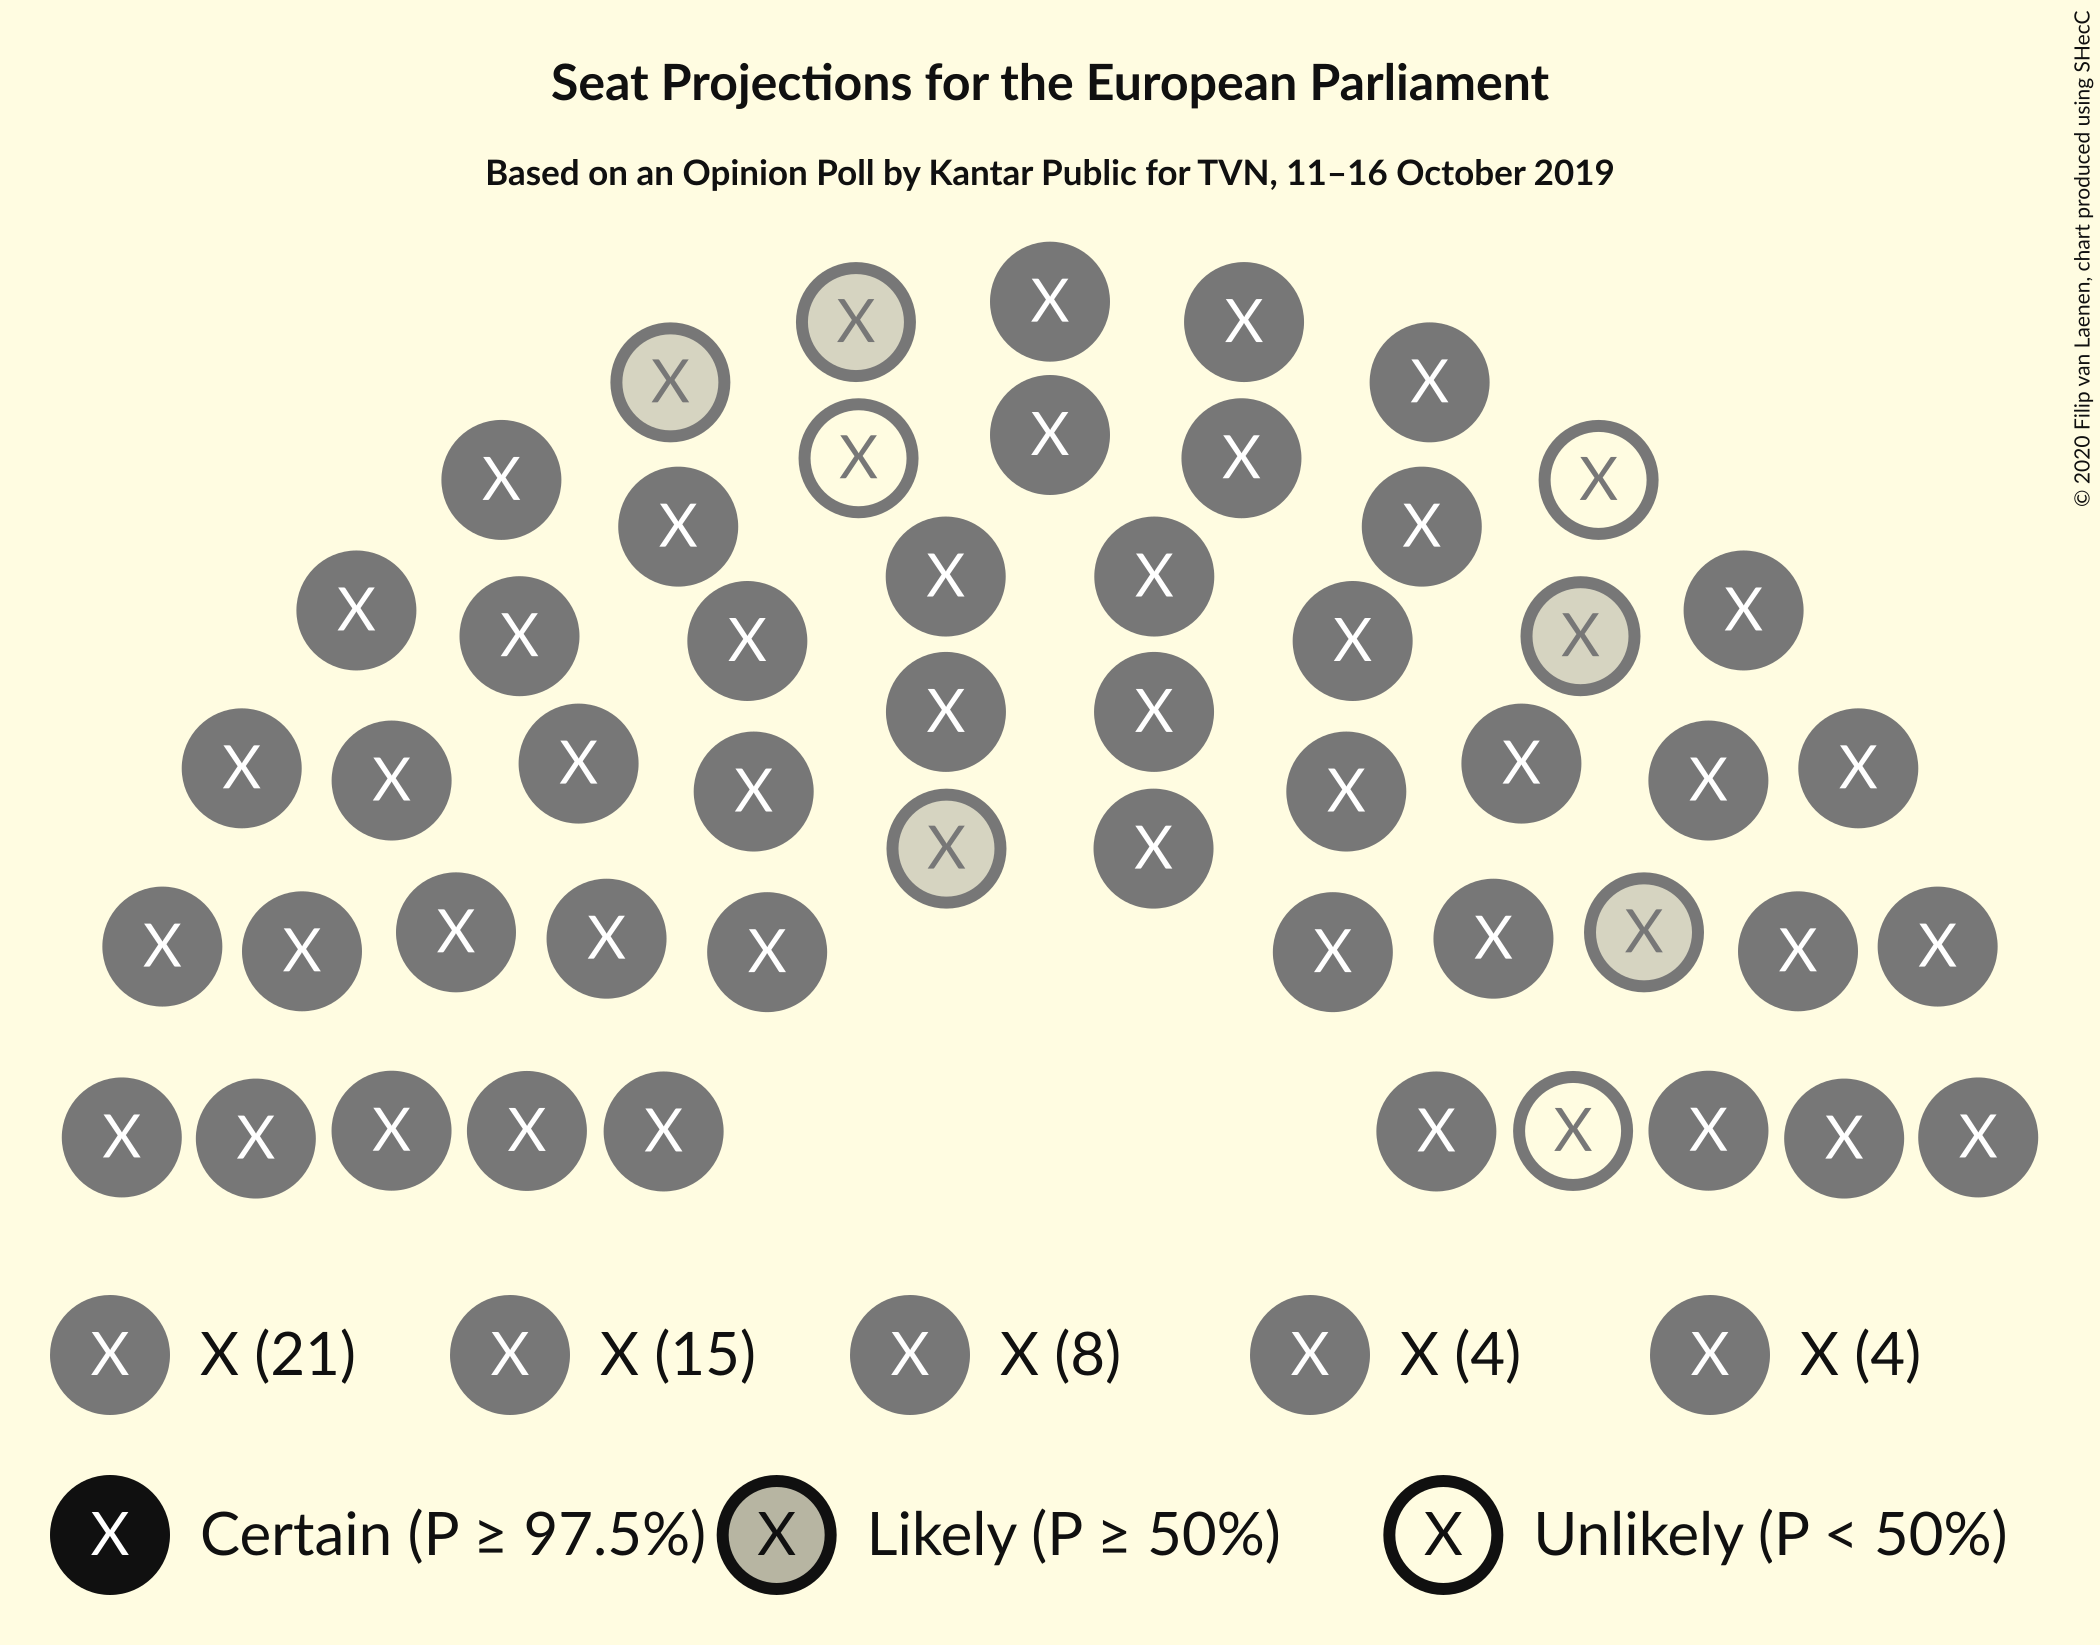 Seat Projections for the European Parliament
Based on an Opinion Poll by Kantar Public for TVN, 11–16 October 2019
© 2020 Filip van Laenen, chart produced using SHecC
X
X X
X X
X
X X
X X
X X
X X
X X
X X
X X
X X
X X
X X
X X
X X
X X
X X X X X X X X X X
X X X X X X X X X X
X X (21) X X (15) X X (8) X X (4) X X (4)
X Certain (P ≥ 97.5%) X Likely (P ≥ 50%) X Unlikely (P < 50%)